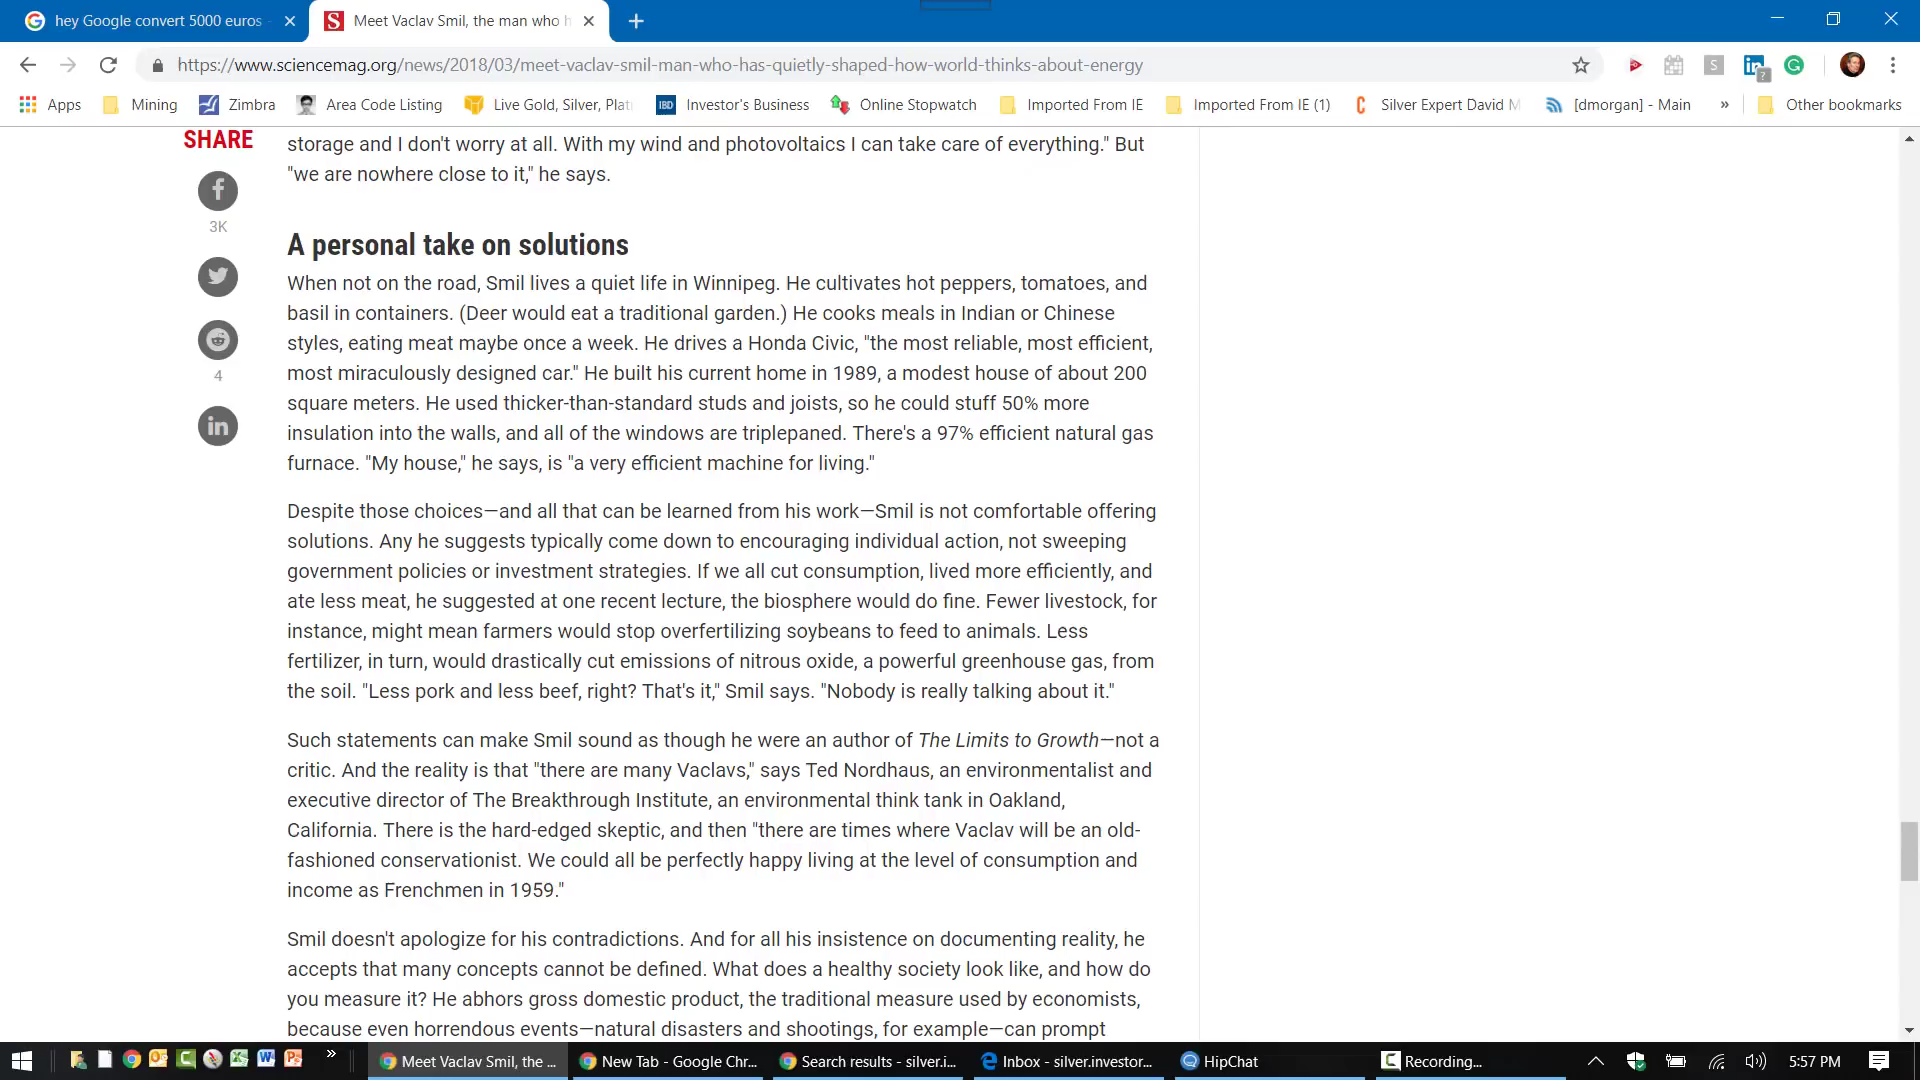 hey Google convert 5000 euros
Meet Vaclav Smil, the man who h
https://www.sciencemag.org/news/2018/03/meet-vaclav-smil-man-who-has-quietly-shaped-how-world-thinks-about-energy
Apps Mining Zimbra Area Code Listing Live Gold, Silver, Plat IBD Investor's Business Online Stopwatch Imported From IE Imported From IE (1) Silver Expert David M [dmorgan] - Main » Other bookmarks
SHARE
3K
4
storage and I don't worry at all. With my wind and photovoltaics I can take care of everything." But
"we are nowhere close to it," he says.
A personal take on solutions
When not on the road, Smil lives a quiet life in Winnipeg. He cultivates hot peppers, tomatoes, and
basil in containers. (Deer would eat a traditional garden.) He cooks meals in Indian or Chinese
styles, eating meat maybe once a week. He drives a Honda Civic, "the most reliable, most efficient,
most miraculously designed car." He built his current home in 1989, a modest house of about 200
square meters. He used thicker-than-standard studs and joists, so he could stuff 50% more
insulation into the walls, and all of the windows are triplepaned. There's a 97% efficient natural gas
furnace. "My house," he says, is "a very efficient machine for living."
Despite those choices—and all that can be learned from his work—Smil is not comfortable offering
solutions. Any he suggests typically come down to encouraging individual action, not sweeping
government policies or investment strategies. If we all cut consumption, lived more efficiently, and
ate less meat, he suggested at one recent lecture, the biosphere would do fine. Fewer livestock, for
instance, might mean farmers would stop overfertilizing soybeans to feed to animals. Less
fertilizer, in turn, would drastically cut emissions of nitrous oxide, a powerful greenhouse gas, from
the soil. "Less pork and less beef, right? That's it," Smil says. "Nobody is really talking about it."
Such statements can make Smil sound as though he were an author of The Limits to Growth—not a
critic. And the reality is that "there are many Vaclavs," says Ted Nordhaus, an environmentalist and
executive director of The Breakthrough Institute, an environmental think tank in Oakland,
California. There is the hard-edged skeptic, and then "there are times where Vaclav will be an old-
fashioned conservationist. We could all be perfectly happy living at the level of consumption and
income as Frenchmen in 1959."
Smil doesn't apologize for his contradictions. And for all his insistence on documenting reality, he
accepts that many concepts cannot be defined. What does a healthy society look like, and how do
you measure it? He abhors gross domestic product, the traditional measure used by economists,
because even horrendous events—natural disasters and shootings, for example—can prompt
» Meet Vaclav Smil, the ... New Tab - Google Chr... Search results - silver.i... Inbox - silver.investor... HipChat Recording... 5:57 PM